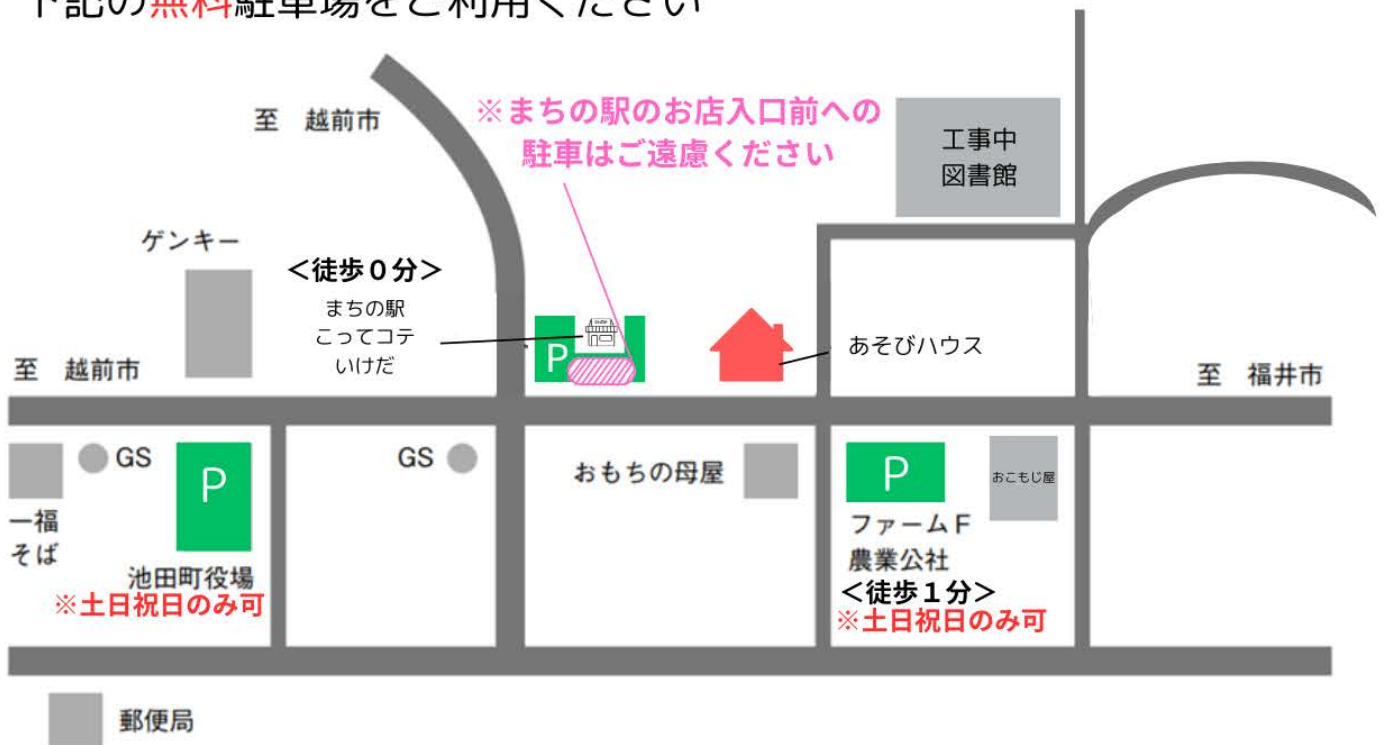 下記の無料駐車場をご利用ください
至　越前市
※まちの駅のお店入口前への
駐車はご遠慮ください
工事中
図書館
ゲンキー
＜徒歩０分＞
まちの駅
こってコテ
いけだ
P
あそびハウス
至　越前市
至　福井市
GS
P
GS
おもちの母屋
P
おこもじ屋
一福
そば
池田町役場
※土日祝日のみ可
ファームＦ
農業公社
＜徒歩１分＞
※土日祝日のみ可
郵便局